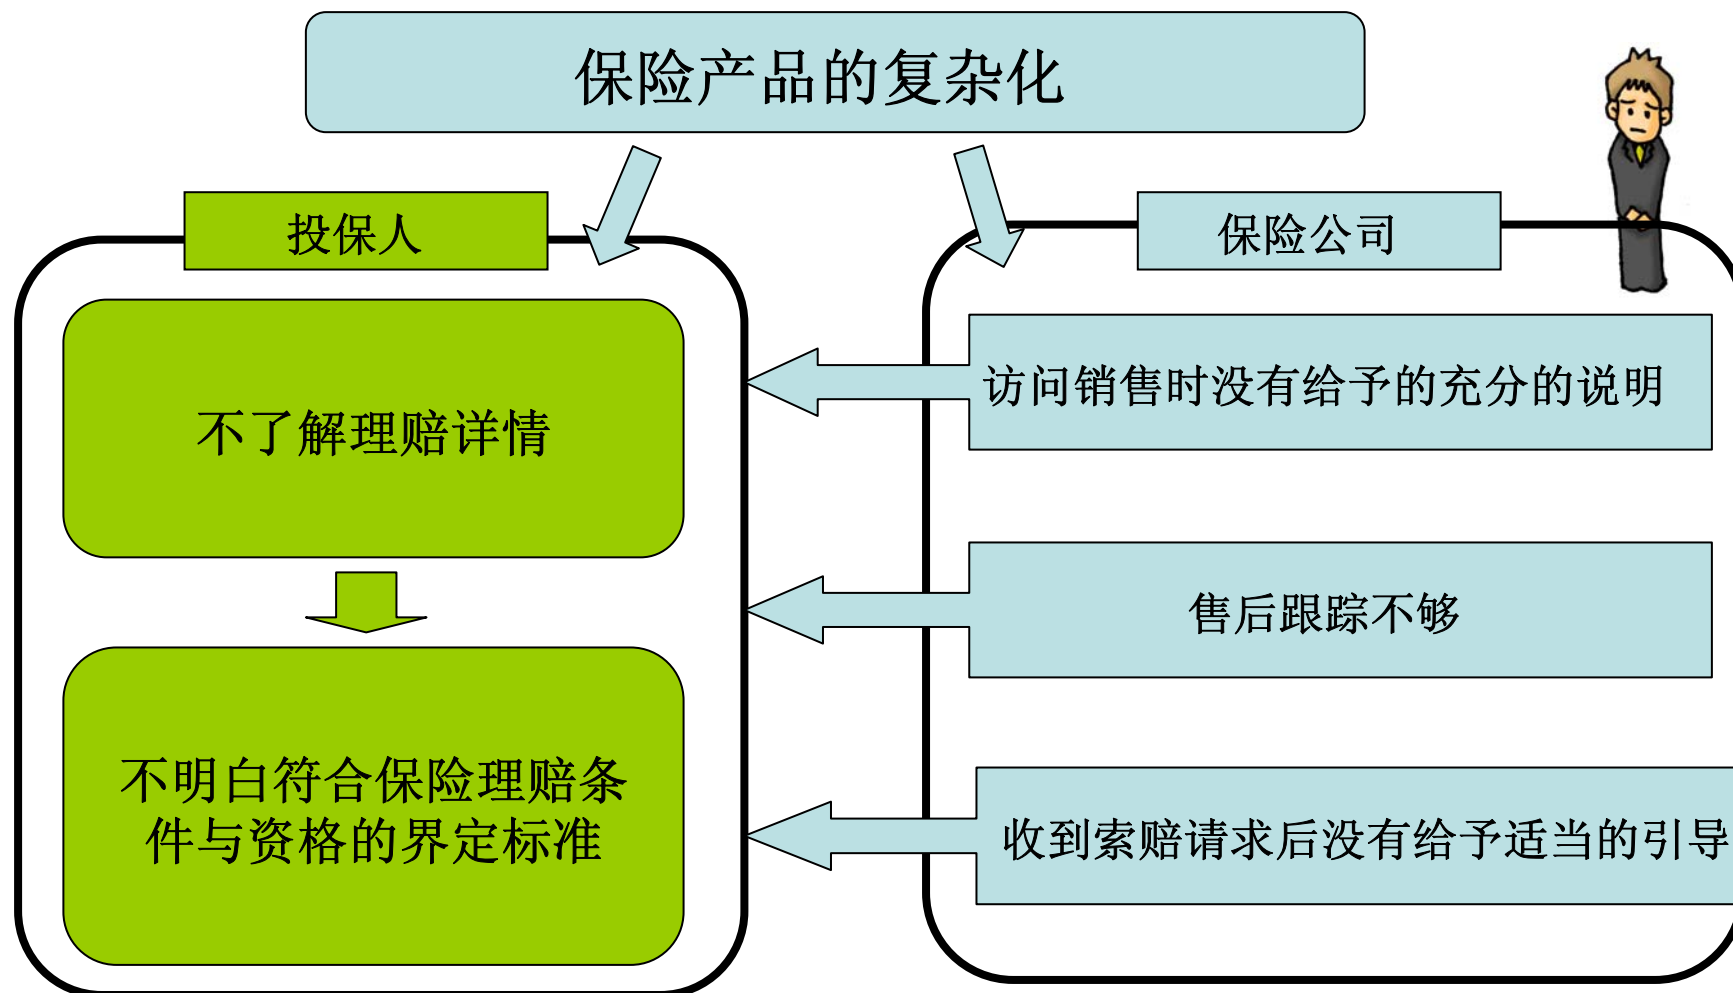 保险产品的复杂化
投保人
保险公司
不了解理赔详情
不明白符合保险理赔条
件与资格的界定标准
访问销售时没有给予的充分的说明
售后跟踪不够
收到索赔请求后没有给予适当的引导